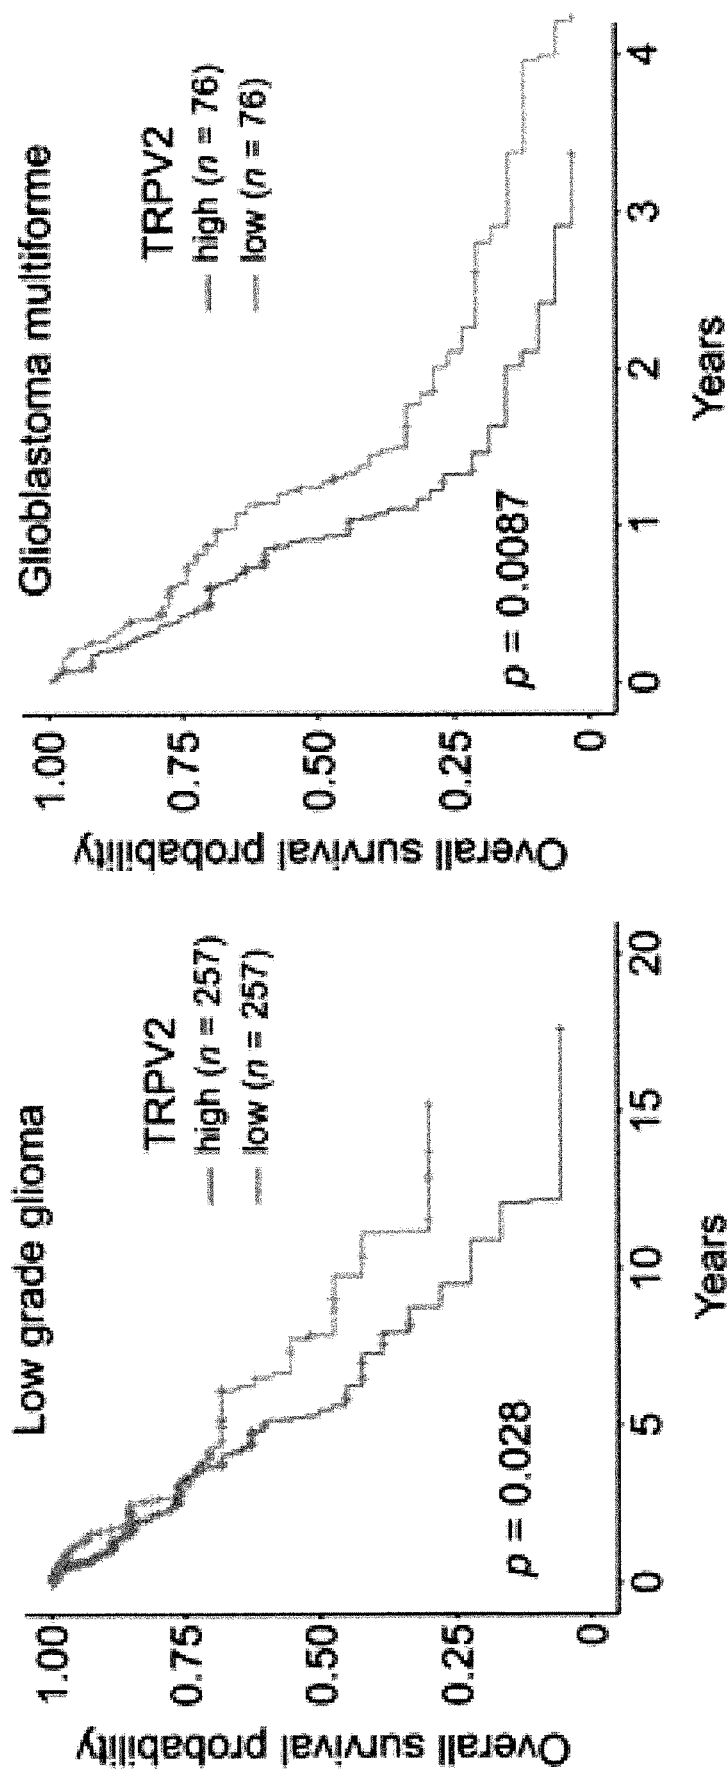 Low grade glioma
Overall survival probability
1.00
0.75
0.50
0.25
0
TRPV2
high (n = 257)
low (n = 257)
p = 0.028
0 5 10 15 20
Years
Glioblastoma multiforme
Overall survival probability
1.00
0.75
0.50
0.25
0
TRPV2
high (n = 76)
low (n = 76)
p = 0.0087
0 1 2 3 4
Years